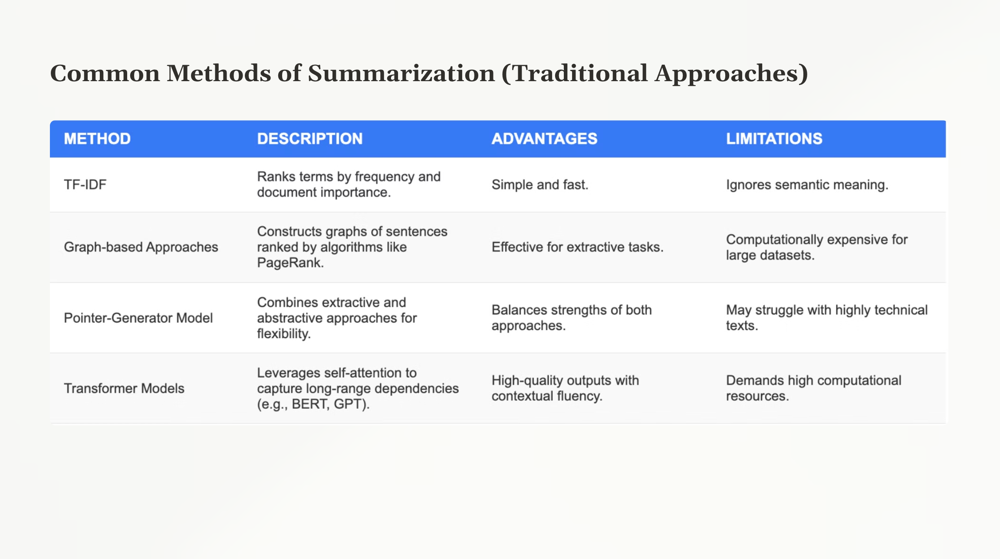 Common Methods of Summarization (Traditional Approaches)
METHOD
DESCRIPTION
ADVANTAGES
LIMITATIONS
TF-IDF
Ranks terms by frequency and
document importance.
Simple and fast.
Ignores semantic meaning.
Graph-based Approaches
Constructs graphs of sentences
ranked by algorithms like
PageRank.
Effective for extractive tasks.
Computationally expensive for
large datasets.
Pointer-Generator Model
Combines extractive and
abstractive approaches for
flexibility.
Balances strengths of both
approaches.
May struggle with highly technical
texts.
Transformer Models
Leverages self-attention to
capture long-range dependencies
(e.g., BERT, GPT).
High-quality outputs with
contextual fluency.
Demands high computational
resources.